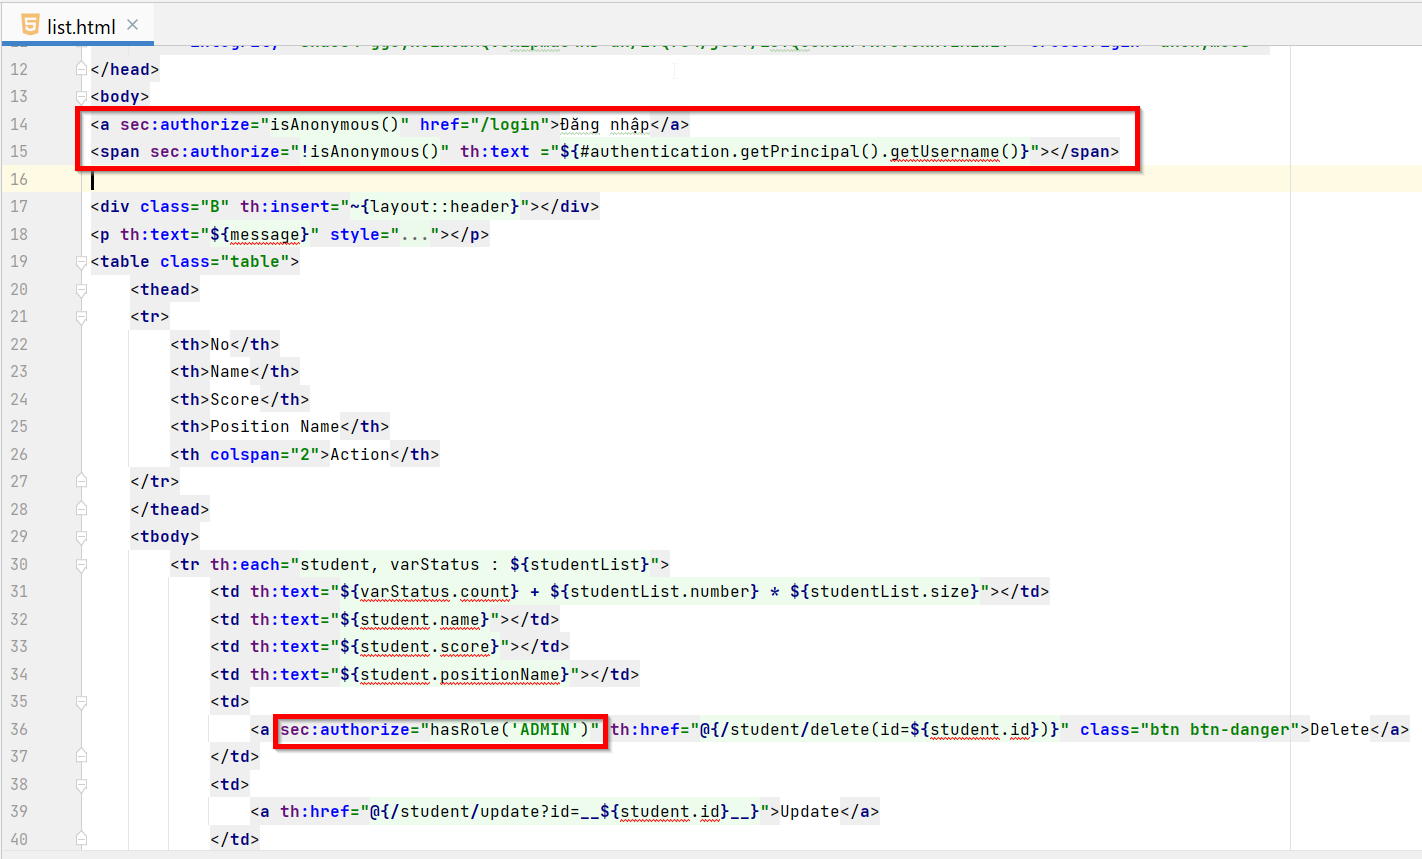 list.html
12 </head>
13 <body>
14 <a sec:authorize="isAnonymous()" href="/login">Đăng nhập</a>
15 <span sec:authorize="!isAnonymous()" th:text ="${#authentication.getPrincipal().getUsername()}"></span>
16
17 <div class="B" th:insert="~{layout::header}"></div>
18 <p th:text="${message}" style="..."></p>
19 <table class="table">
20 <thead>
21 <tr>
22 <th>No</th>
23 <th>Name</th>
24 <th>Score</th>
25 <th>Position Name</th>
26 <th colspan="2">Action</th>
27 </tr>
28 </thead>
29 <tbody>
30 <tr th:each="student, varStatus : ${studentList}">
31 <td th:text="${varStatus.count} + ${studentList.number} * ${studentList.size}"></td>
32 <td th:text="${student.name}"></td>
33 <td th:text="${student.score}"></td>
34 <td th:text="${student.positionName}"></td>
35 <td>
36 <a sec:authorize="hasRole('ADMIN')" th:href="@{/student/delete(id=${student.id})}" class="btn btn-danger">Delete</a>
37 </td>
38 <td>
39 <a th:href="@{/student/update?id=__${student.id}__}">Update</a>
40 </td>